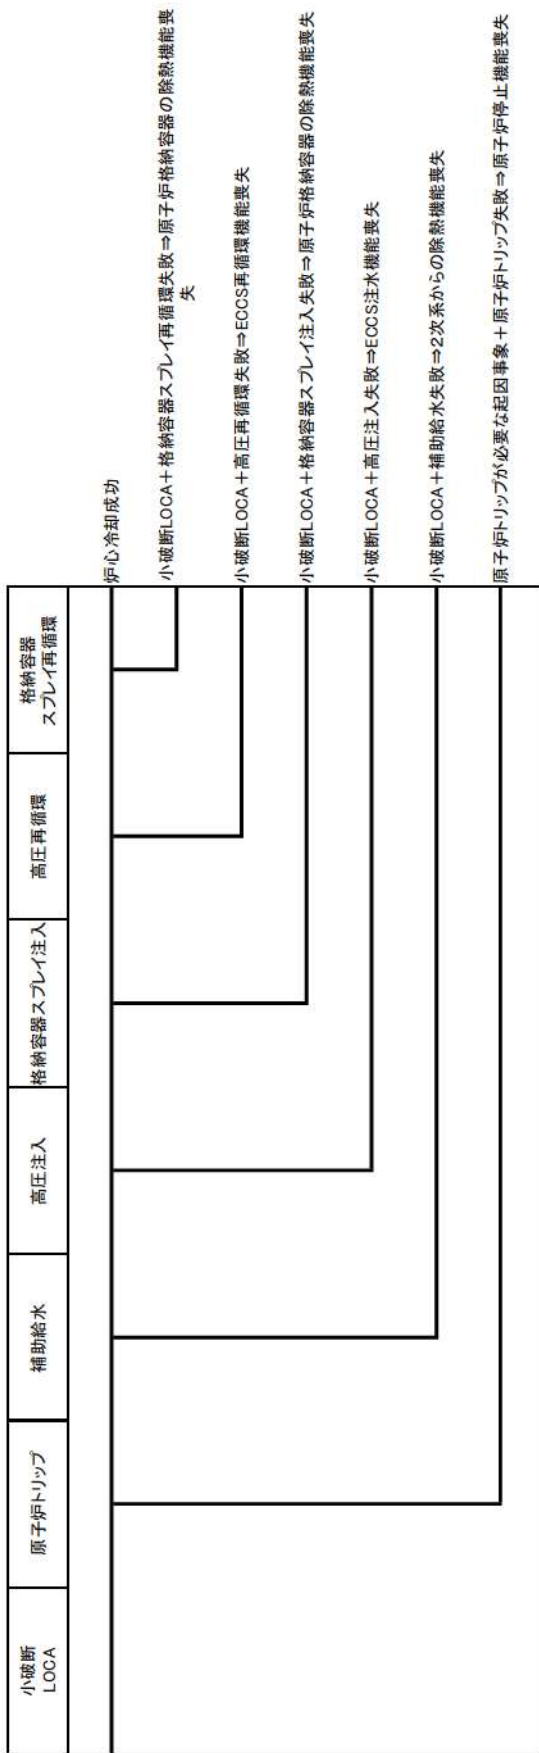 小破断
LOCA
原子炉トリップ
補助給水
高圧注入
格納容器スプレイ注入
高圧再循環
格納容器
スプレイ再循環
炉心冷却成功
小破断LOCA＋格納容器スプレイ再循環失敗⇒原子炉格納容器の除熱機能喪
失
小破断LOCA＋高圧再循環失敗⇒ECCS再循環機能喪失
小破断LOCA＋格納容器スプレイ注入失敗⇒原子炉格納容器の除熱機能喪失
小破断LOCA＋高圧注入失敗⇒ECCS注水機能喪失
小破断LOCA＋補助給水失敗⇒2次系からの除熱機能喪失
原子炉トリップが必要な起因事象＋原子炉トリップ失敗⇒原子炉停止機能喪失